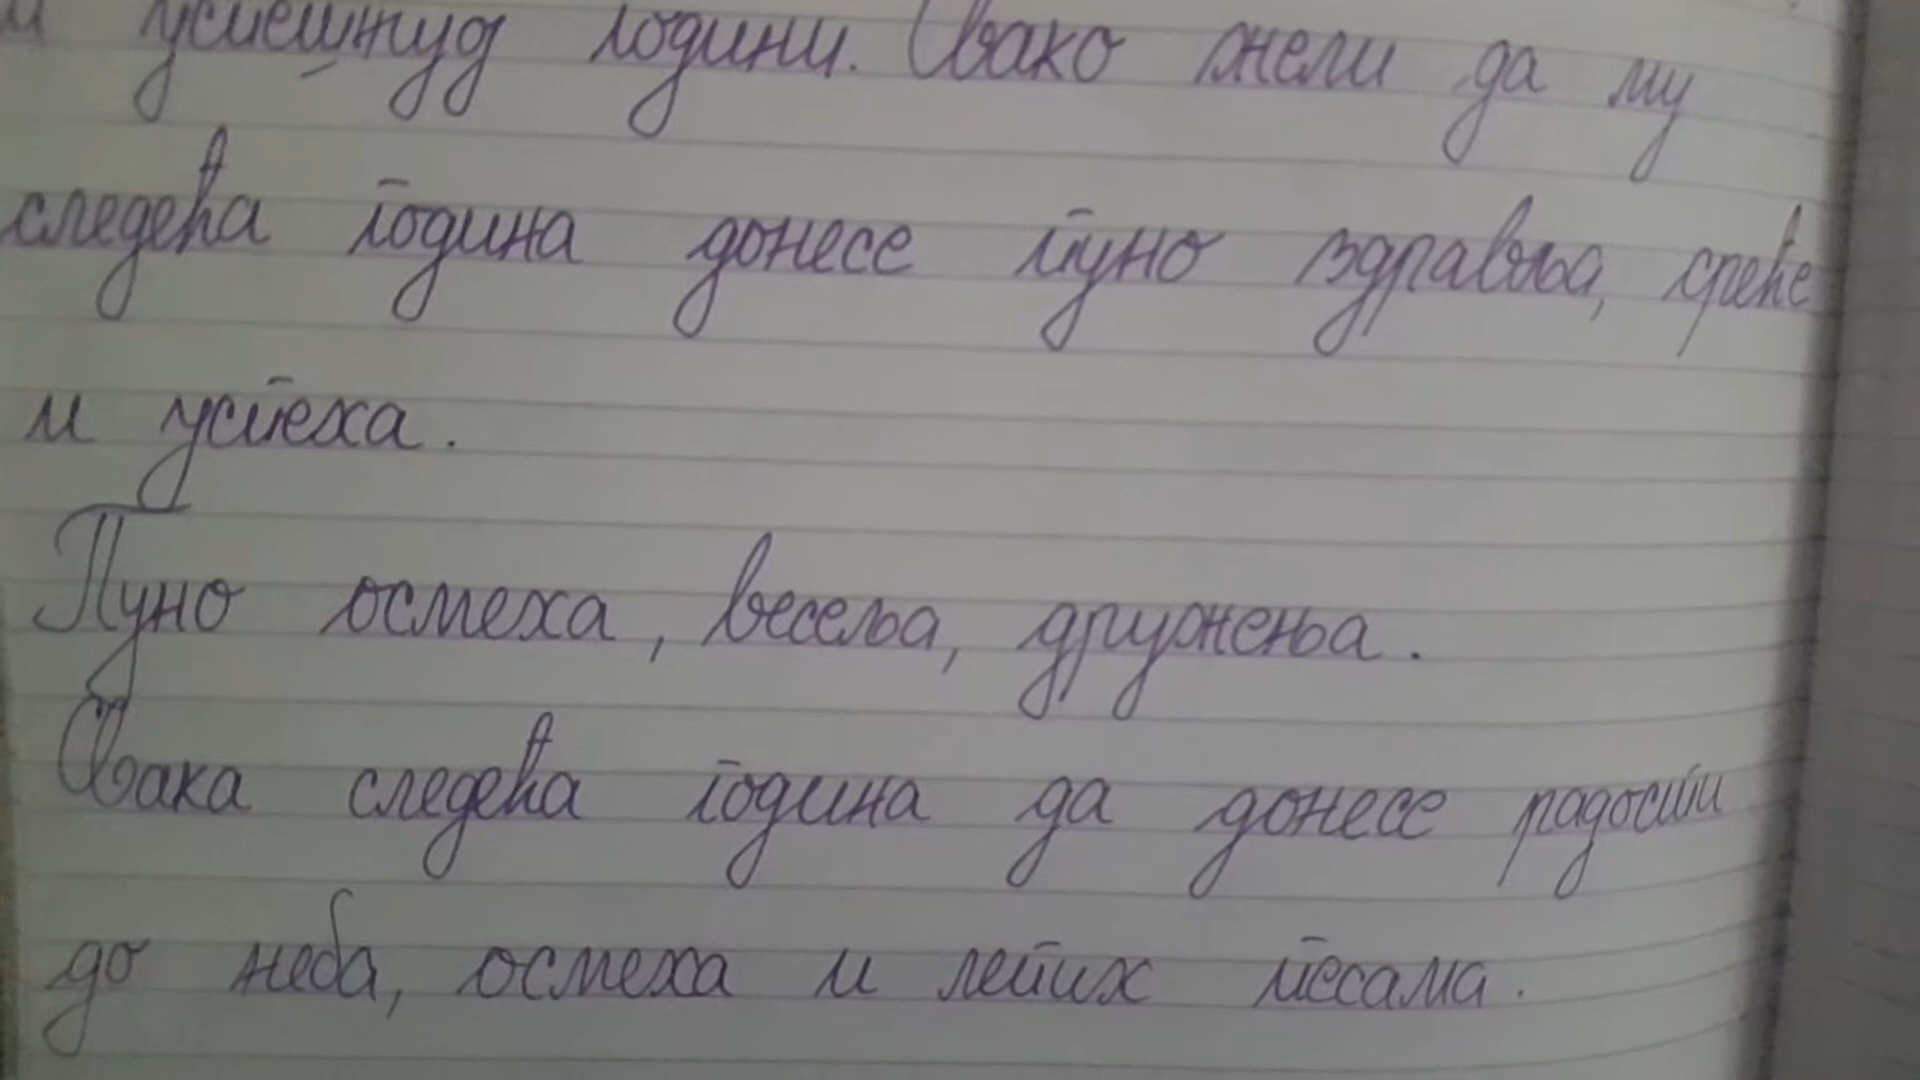 и години. Свако жели да му
следећа година донесе пуно здравља, среће
и успеха.
Пуно осмеха, весеља, дружења.
Свака следећа година да донесе радости
до неба, осмеха и лепих песама.